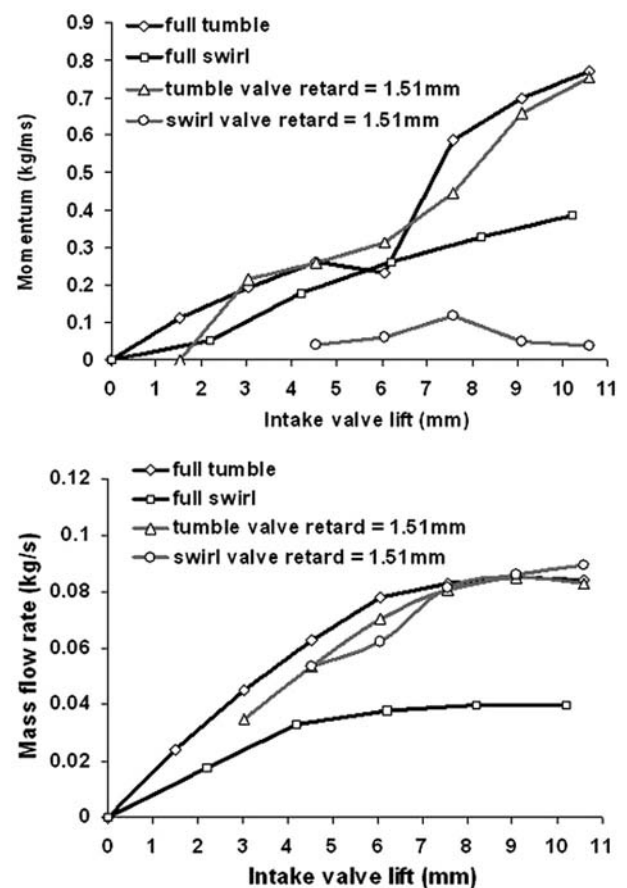 0.9
0.8
0.7
0.6
0.5
0.4
0.3
0.2
0.1
0
Momentum (kg/ms)
full tumble
full swirl
tumble valve retard = 1.51mm
swirl valve retard = 1.51mm
0 1 2 3 4 5 6 7 8 9 10 11
Intake valve lift (mm)
0.12
0.1
0.08
0.06
0.04
0.02
0
Mass flow rate (kg/s)
full tumble
full swirl
tumble valve retard = 1.51mm
swirl valve retard = 1.51mm
0 1 2 3 4 5 6 7 8 9 10 11
Intake valve lift (mm)